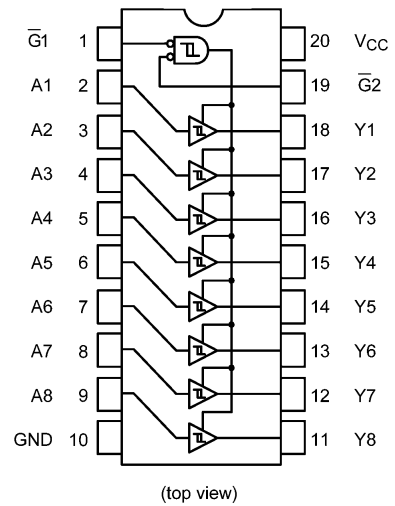 G̅1 1 20 VCC
A1 2 19 G̅2
A2 3 18 Y1
A3 4 17 Y2
A4 5 16 Y3
A5 6 15 Y4
A6 7 14 Y5
A7 8 13 Y6
A8 9 12 Y7
GND 10 11 Y8
(top view)